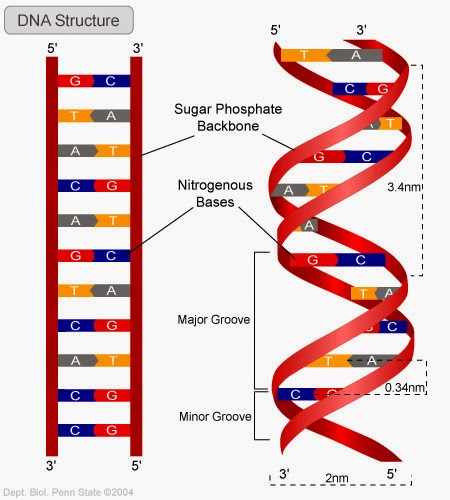 DNA Structure
5' 3'
G C
T A
A T
C G
A T
G C
T A
C G
A T
C G
C G
3' 5'
Sugar Phosphate
Backbone
Nitrogenous
Bases
Major Groove
Minor Groove
5' 3'
T A
C G
A T
G C
A T
A
G C
T A
G C
T A
C G
3' 5'
3.4nm
0.34nm
2nm
Dept. Biol. Penn State ©2004